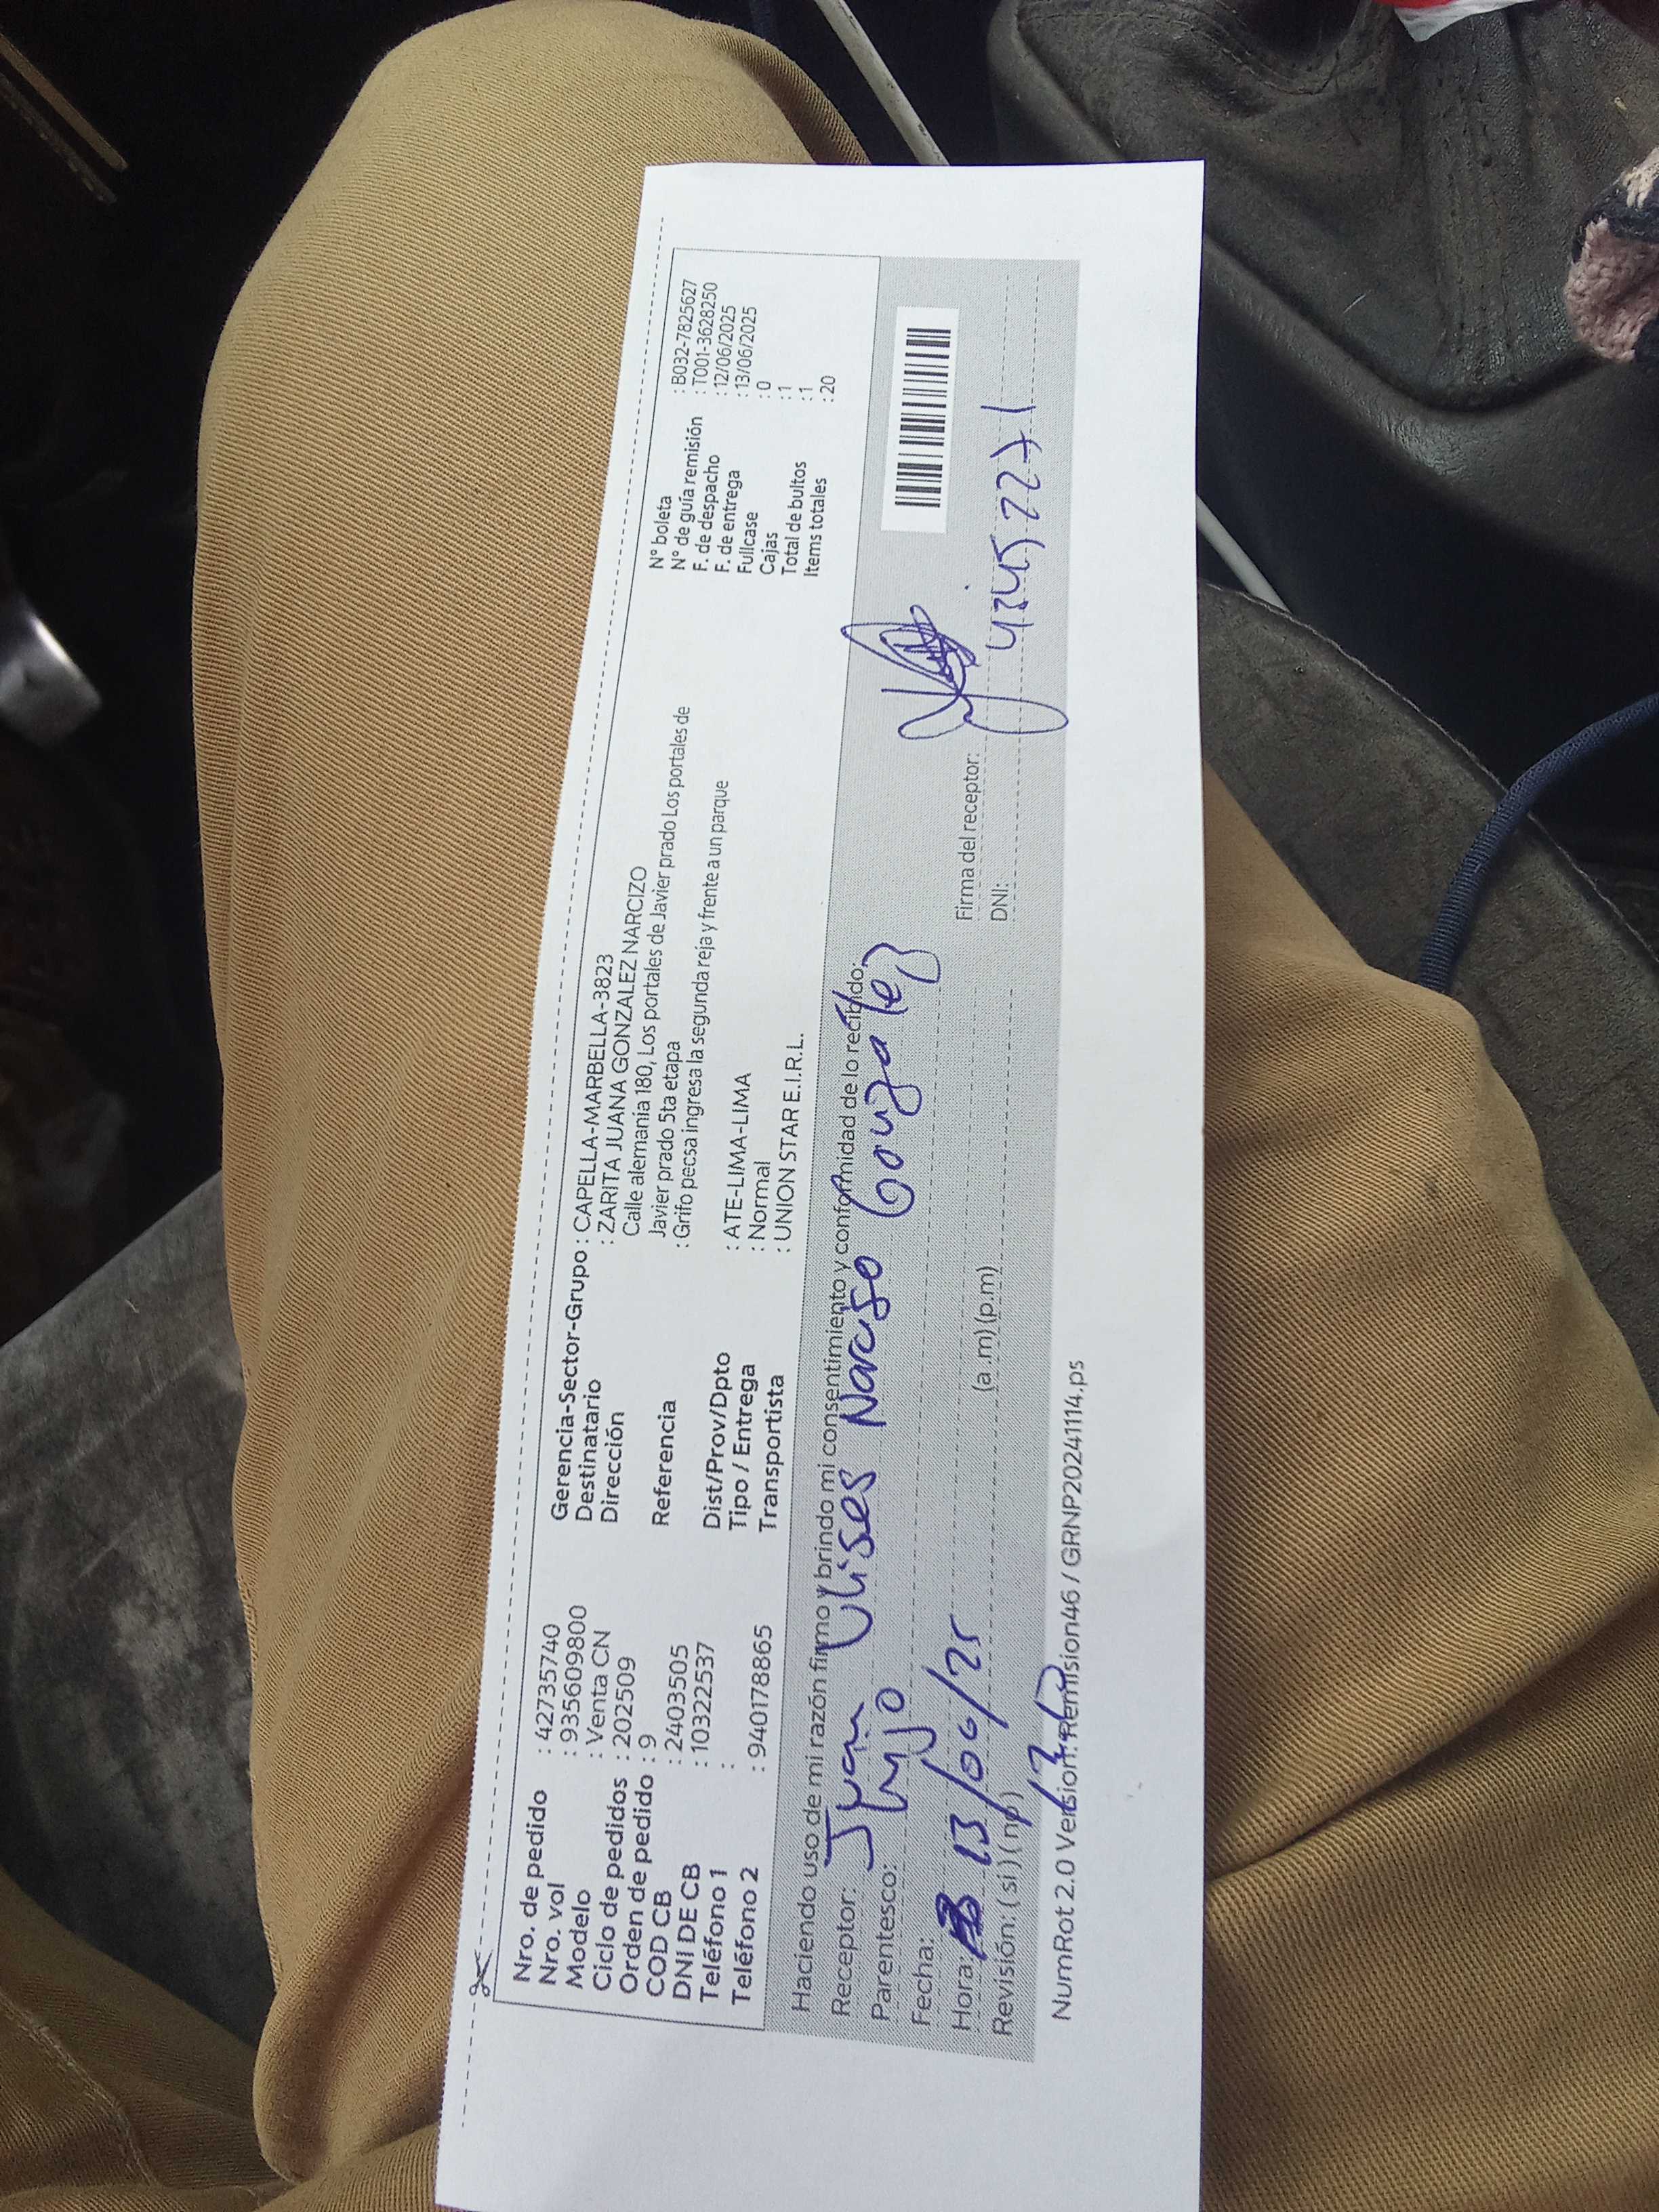 Nro. de pedido : 42735740
Nro. vol : 935609800
Modelo : Venta CN
Ciclo de pedidos : 202509
Orden de pedido : 9
COD CB : 2403505
DNI DE CB : 10322537
Teléfono 1 :
Teléfono 2 : 940178865
Gerencia-Sector-Grupo : CAPELLA-MARBELLA-3823
Destinatario : ZARITA JUANA GONZALEZ NARCIZO
Dirección Calle alemania 180, Los portales de Javier prado Los portales de
Javier prado 5ta etapa
Referencia : Grifo pecsa ingresa la segunda reja y frente a un parque
Dist/Prov/Dpto : ATE-LIMA-LIMA
Tipo / Entrega : Normal
Transportista : UNION STAR E.I.R.L.
N° boleta : B032-7825627
N° de guía remisión : T001-3628250
F. de despacho : 12/06/2025
F. de entrega : 13/06/2025
Fullcase : 0
Cajas : 1
Total de bultos : 1
Items totales : 20
Haciendo uso de mi razón firmo y brindo mi consentimiento y conformidad de lo recibido:
Receptor: Juan Ulises Narciso Gonzalez
Parentesco: Hijo
Fecha: 13/06/25
Hora: (a .m) (p.m)
Revisión: ( si ) ( no )
Firma del receptor:
DNI:
NumRot 2.0 Version: Remision46 / GRNP20241114.ps